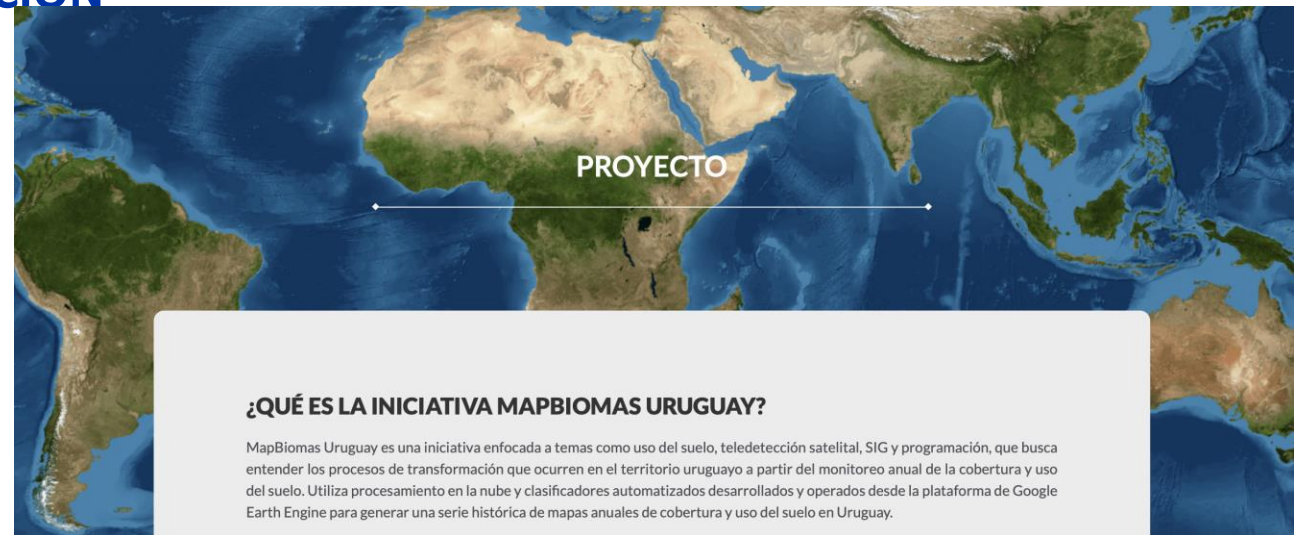 PROYECTO
¿QUÉ ES LA INICIATIVA MAPBIOMAS URUGUAY?
MapBiomas Uruguay es una iniciativa enfocada a temas como uso del suelo, teledetección satelital, SIG y programación, que busca
entender los procesos de transformación que ocurren en el territorio uruguayo a partir del monitoreo anual de la cobertura y uso
del suelo. Utiliza procesamiento en la nube y clasificadores automatizados desarrollados y operados desde la plataforma de Google
Earth Engine para generar una serie histórica de mapas anuales de cobertura y uso del suelo en Uruguay.